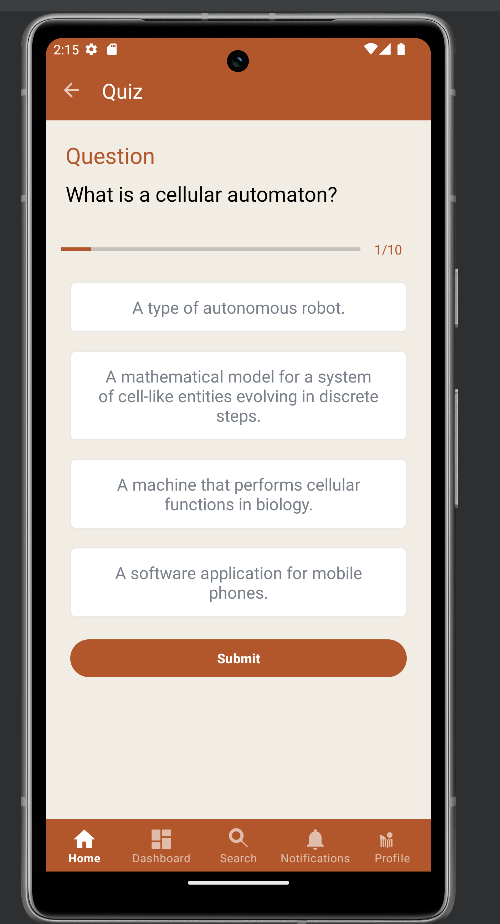 2:15
Quiz
Question
What is a cellular automaton?
1/10
A type of autonomous robot.
A mathematical model for a system
of cell-like entities evolving in discrete
steps.
A machine that performs cellular
functions in biology.
A software application for mobile
phones.
Submit
Home Dashboard Search Notifications Profile